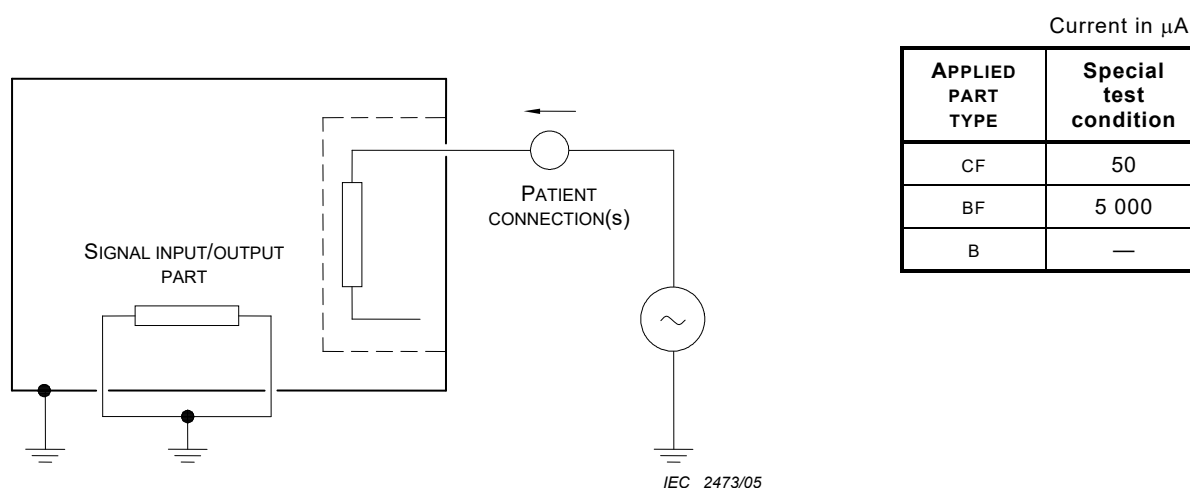 Current in μA
APPLIED
PART
TYPE
Special
test
condition
CF
50
BF
5 000
B
—
PATIENT
CONNECTION(s)
SIGNAL INPUT/OUTPUT
PART
IEC 2473/05